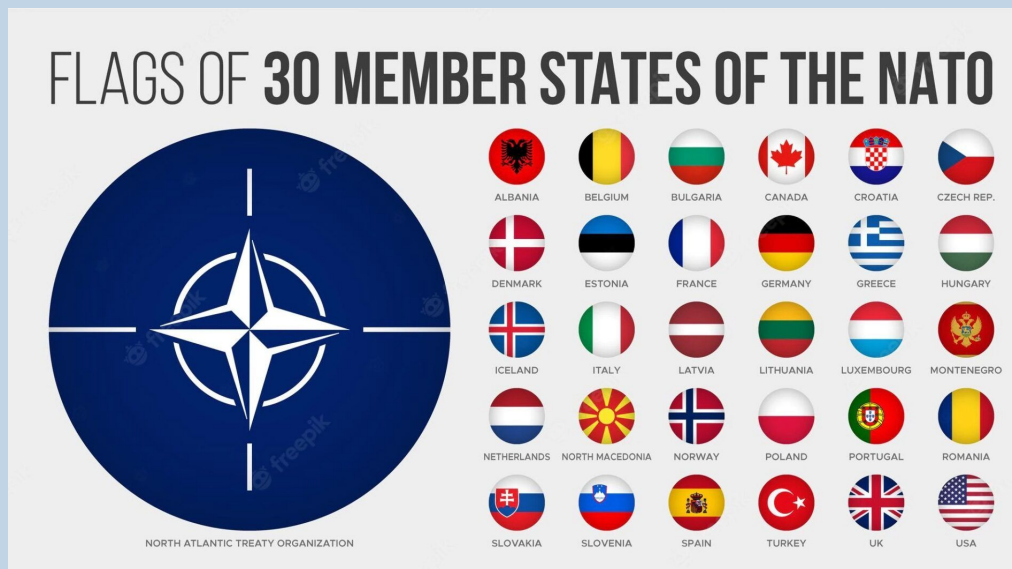 FLAGS OF 30 MEMBER STATES OF THE NATO
ALBANIA BELGIUM BULGARIA CANADA CROATIA CZECH REP.
DENMARK ESTONIA FRANCE GERMANY GREECE HUNGARY
ICELAND ITALY LATVIA LITHUANIA LUXEMBOURG MONTENEGRO
NETHERLANDS NORTH MACEDONIA NORWAY POLAND PORTUGAL ROMANIA
SLOVAKIA SLOVENIA SPAIN TURKEY UK USA
NORTH ATLANTIC TREATY ORGANIZATION
freepik